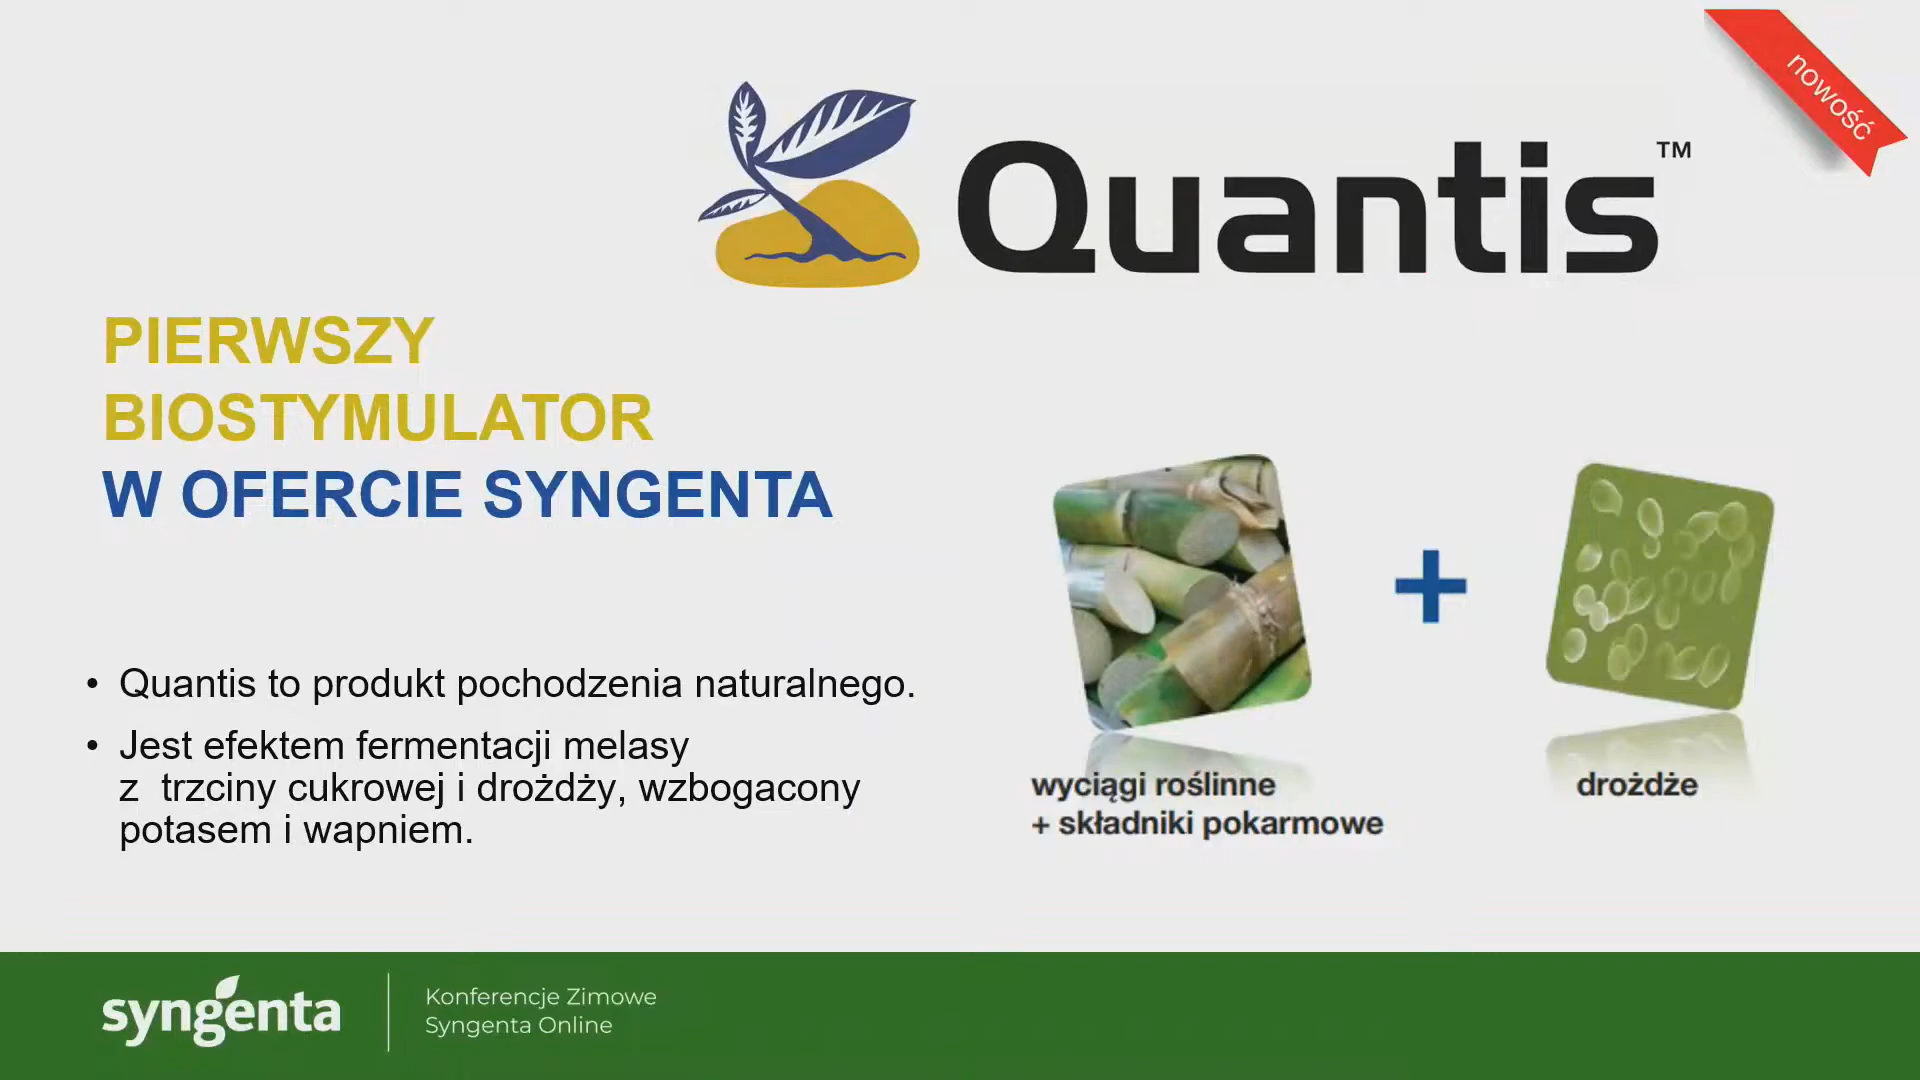 nowość
Quantis™
PIERWSZY
BIOSTYMULATOR
W OFERCIE SYNGENTA
• Quantis to produkt pochodzenia naturalnego.
• Jest efektem fermentacji melasy
z  trzciny cukrowej i drożdży, wzbogacony
potasem i wapniem.
+
wyciągi roślinne
+ składniki pokarmowe
drożdże
syngenta
Konferencje Zimowe
Syngenta Online